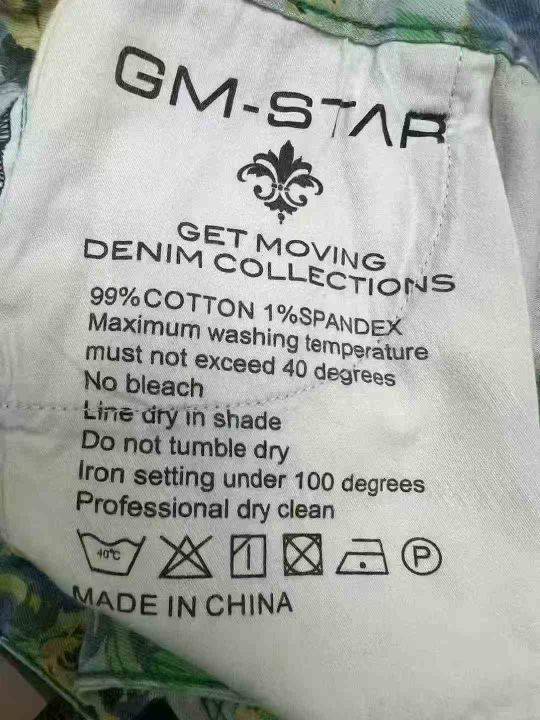 GM-STAR
GET MOVING
DENIM COLLECTIONS
99%COTTON 1%SPANDEX
Maximum washing temperature
must not exceed 40 degrees
No bleach
Line dry in shade
Do not tumble dry
Iron setting under 100 degrees
Professional dry clean
40℃ P
MADE IN CHINA